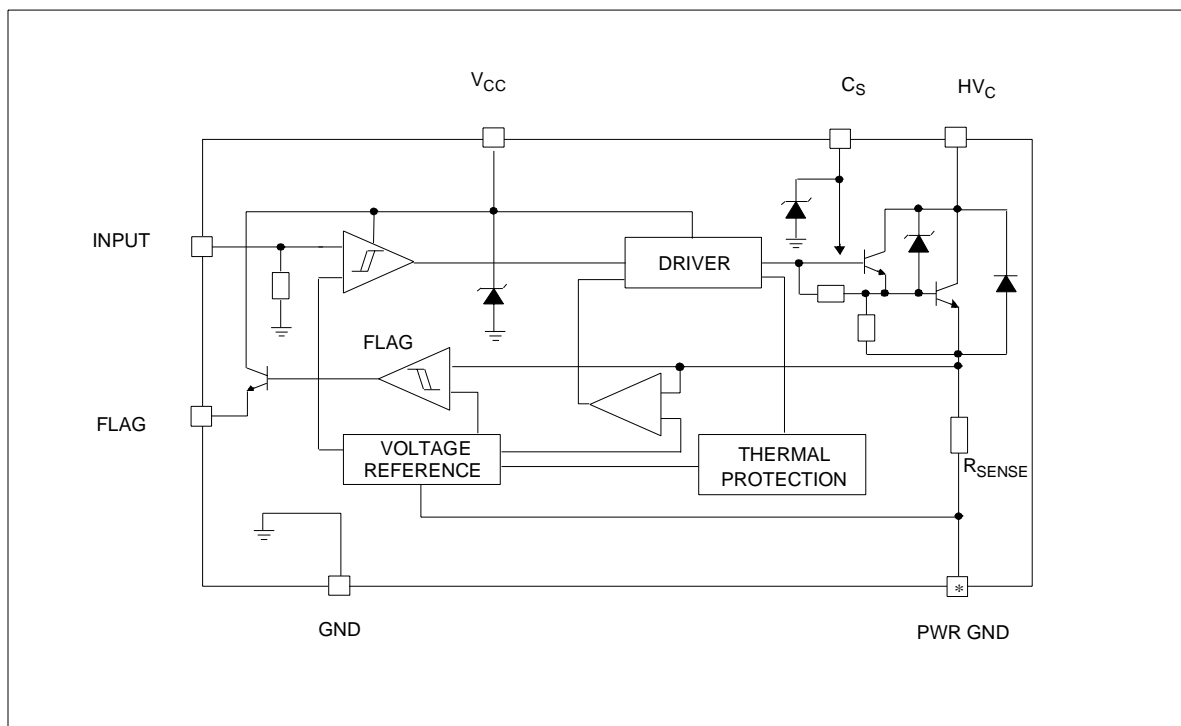 VCC
CS
HVC
INPUT
DRIVER
FLAG
FLAG
VOLTAGE
REFERENCE
THERMAL
PROTECTION
RSENSE
*
GND
PWR GND